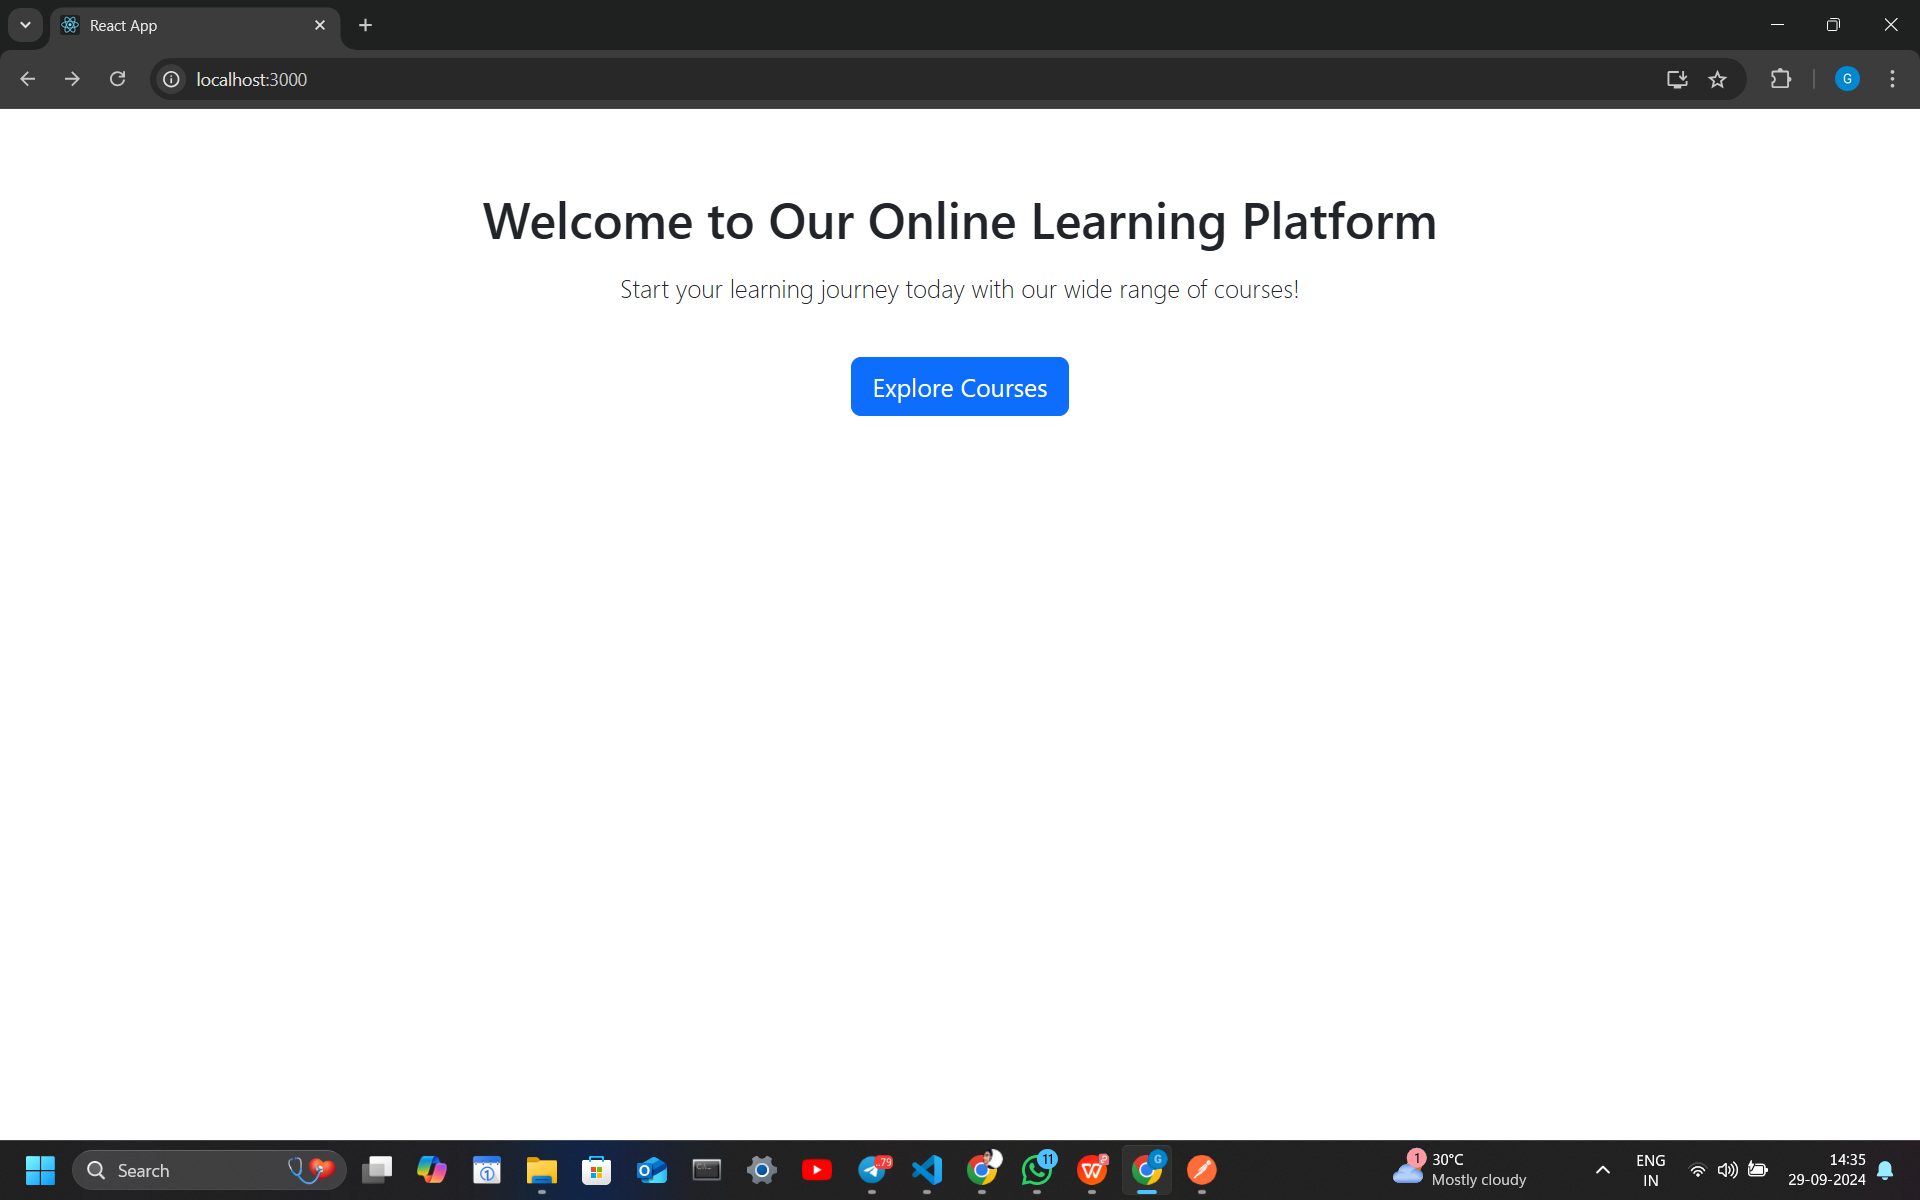 React App
localhost:3000
G
Welcome to Our Online Learning Platform
Start your learning journey today with our wide range of courses!
Explore Courses
Search
79
11
G
1
30°C
Mostly cloudy
ENG
IN
14:35
29-09-2024